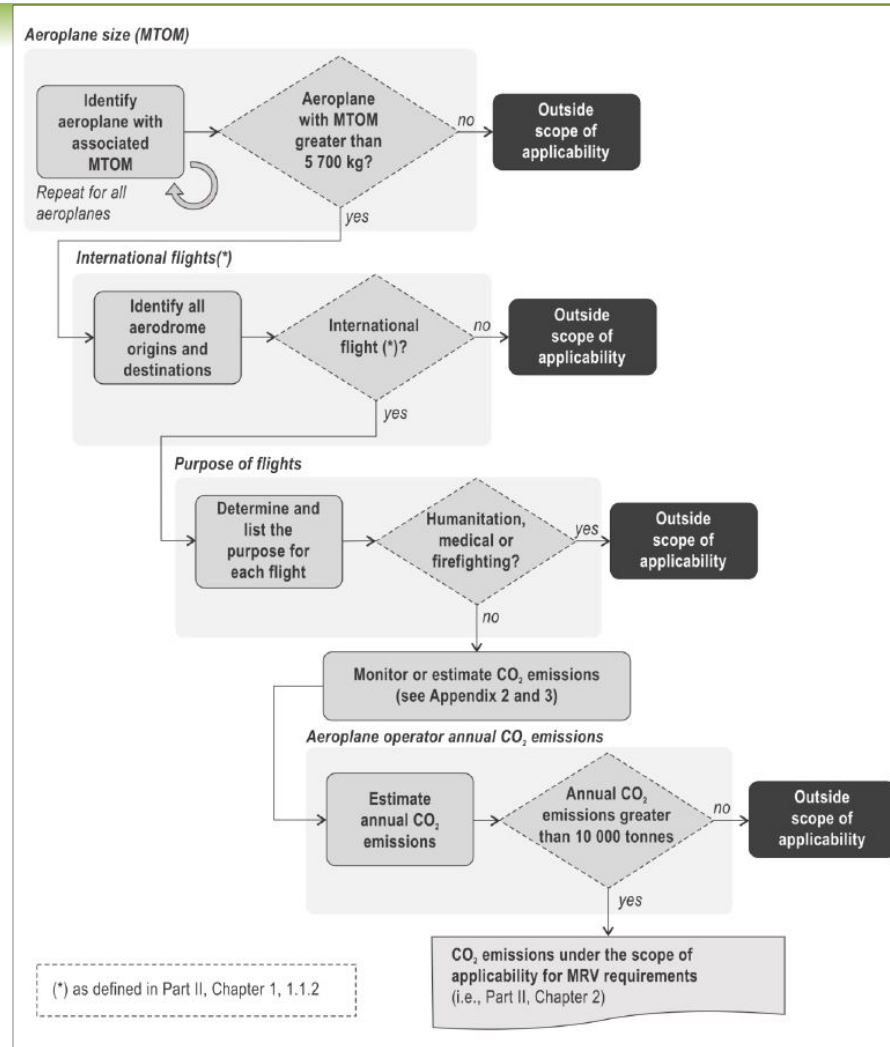 Aeroplane size (MTOM)
Identify
aeroplane with
associated
MTOM
Repeat for all
aeroplanes
Aeroplane
with MTOM
greater than
5 700 kg?
no
Outside
scope of
applicability
yes
International flights(*)
Identify all
aerodrome
origins and
destinations
International
flight (*)?
no
Outside
scope of
applicability
yes
Purpose of flights
Determine and
list the
purpose for
each flight
Humanitation,
medical or
firefighting?
yes
Outside
scope of
applicability
no
Monitor or estimate CO₂ emissions
(see Appendix 2 and 3)
Aeroplane operator annual CO₂ emissions
Estimate
annual CO₂
emissions
Annual CO₂
emissions greater
than 10 000 tonnes
no
Outside
scope of
applicability
yes
CO₂ emissions under the scope of
applicability for MRV requirements
(i.e., Part II, Chapter 2)
(*) as defined in Part II, Chapter 1, 1.1.2